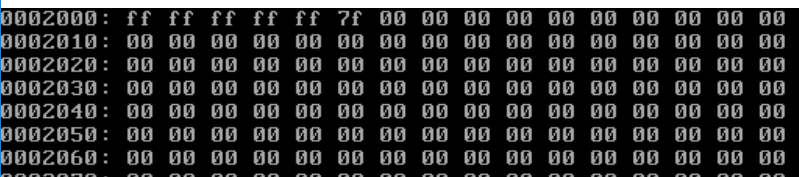 0002000: ff ff ff ff ff 7f 00 00 00 00 00 00 00 00 00 00
0002010: 00 00 00 00 00 00 00 00 00 00 00 00 00 00 00 00
0002020: 00 00 00 00 00 00 00 00 00 00 00 00 00 00 00 00
0002030: 00 00 00 00 00 00 00 00 00 00 00 00 00 00 00 00
0002040: 00 00 00 00 00 00 00 00 00 00 00 00 00 00 00 00
0002050: 00 00 00 00 00 00 00 00 00 00 00 00 00 00 00 00
0002060: 00 00 00 00 00 00 00 00 00 00 00 00 00 00 00 00